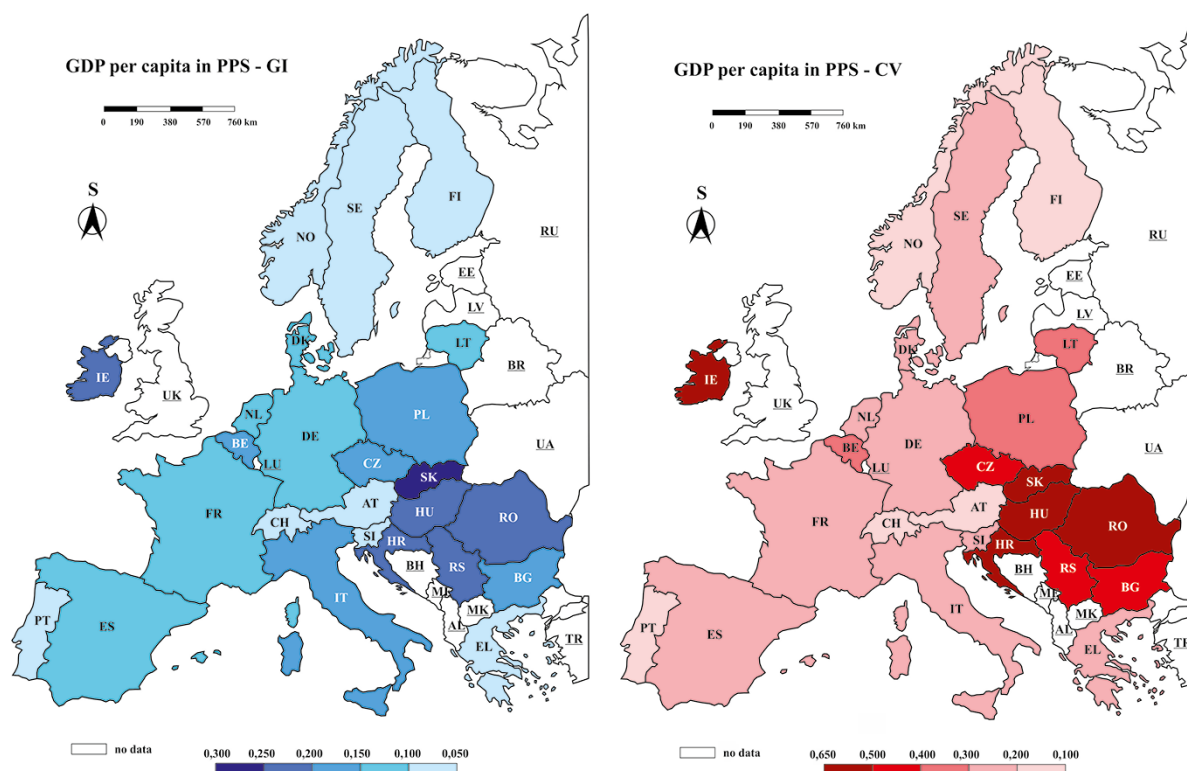 GDP per capita in PPS - GI
0 190 380 570 760 km
S
FI
SE
NO
RU
EE
LV
LT
DK
BR
IE
UK
NL
PL
DE
BE
UA
LU
CZ
SK
AT
FR
HU
CH
RO
SI
HR
BH
RS
BG
IT
MK
PT
ES
AL
EL
TR
no data
0,300 0,250 0,200 0,150 0,100 0,050
GDP per capita in PPS - CV
0 190 380 570 760 km
S
FI
SE
NO
RU
EE
LV
LT
DK
BR
IE
UK
NL
PL
DE
BE
UA
LU
CZ
SK
AT
FR
HU
CH
RO
SI
HR
BH
RS
BG
IT
MK
PT
ES
AL
EL
no data
0,650 0,500 0,400 0,300 0,200 0,100